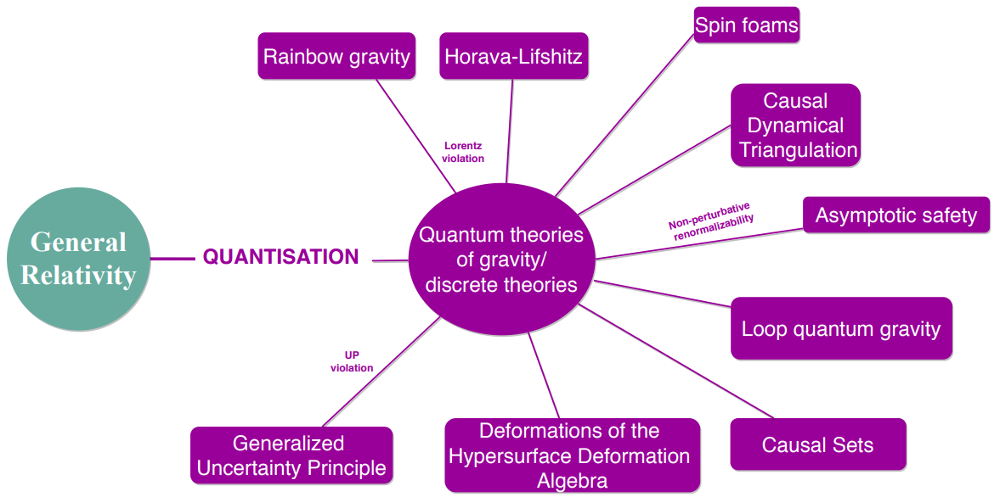 Spin foams
Rainbow gravity
Horava-Lifshitz
Causal
Dynamical
Triangulation
Lorentz
violation
Non-perturbative
renormalizability
Asymptotic safety
General
Relativity
QUANTISATION
Quantum theories
of gravity/
discrete theories
Loop quantum gravity
UP
violation
Generalized
Uncertainty Principle
Deformations of the
Hypersurface Deformation
Algebra
Causal Sets